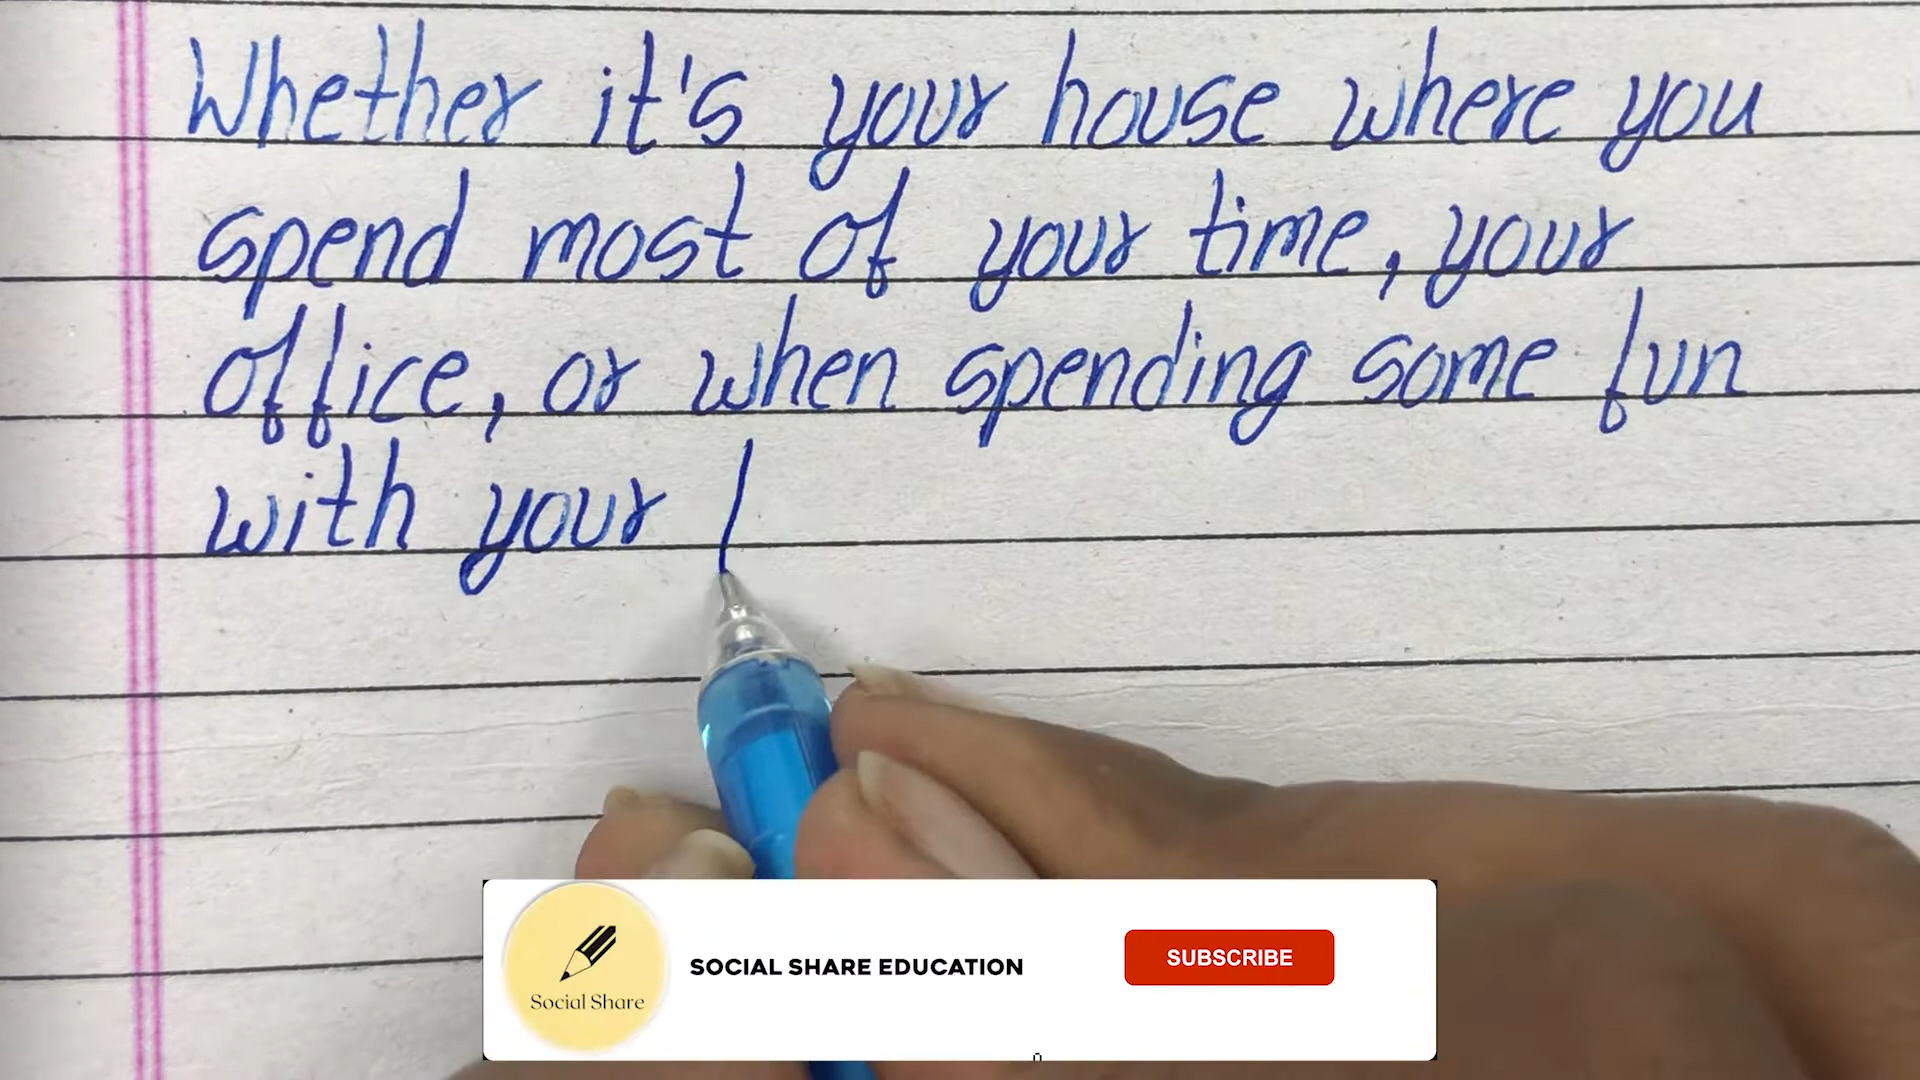 Whether it's your house where you
spend most of your time, your
office, or when spending some fun
with your
SOCIAL SHARE EDUCATION
SUBSCRIBE
Social Share